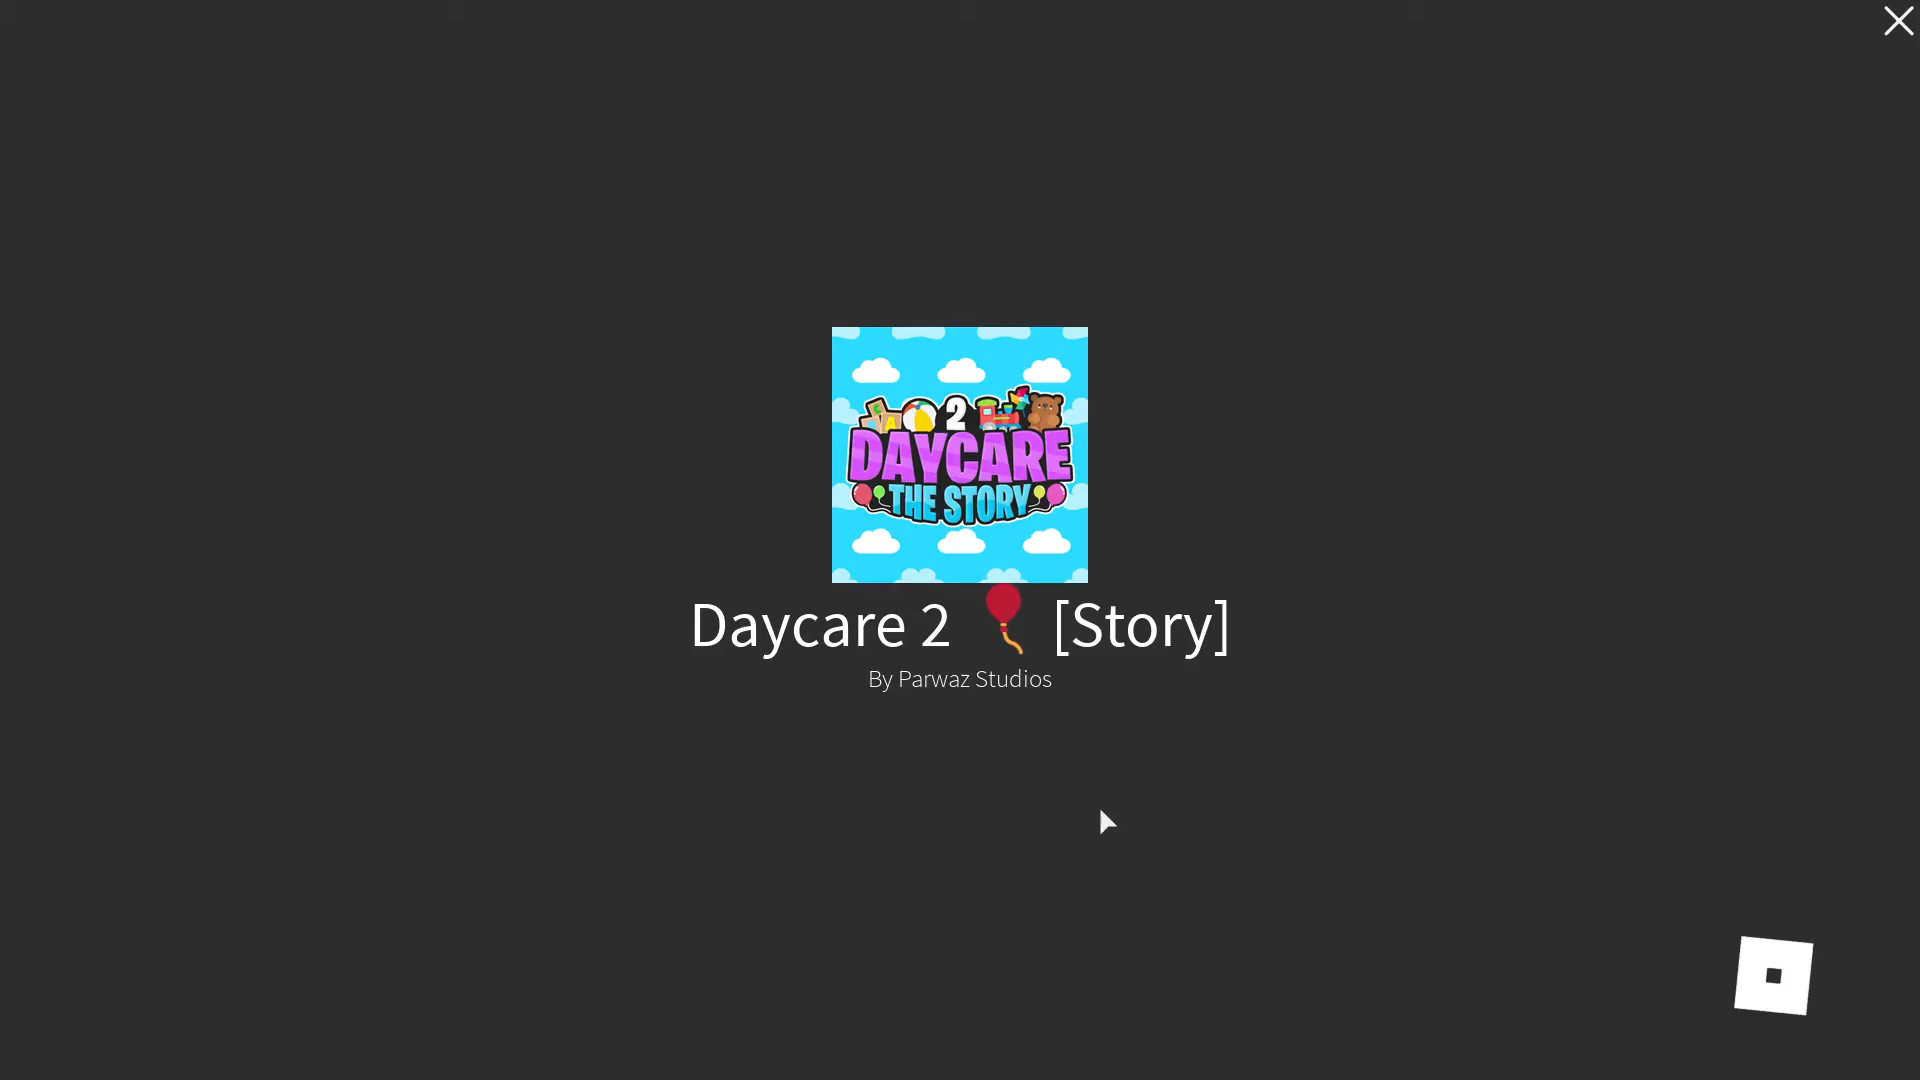 2
DAYCARE
THE STORY
Daycare 2 🎈 [Story]
By Parwaz Studios